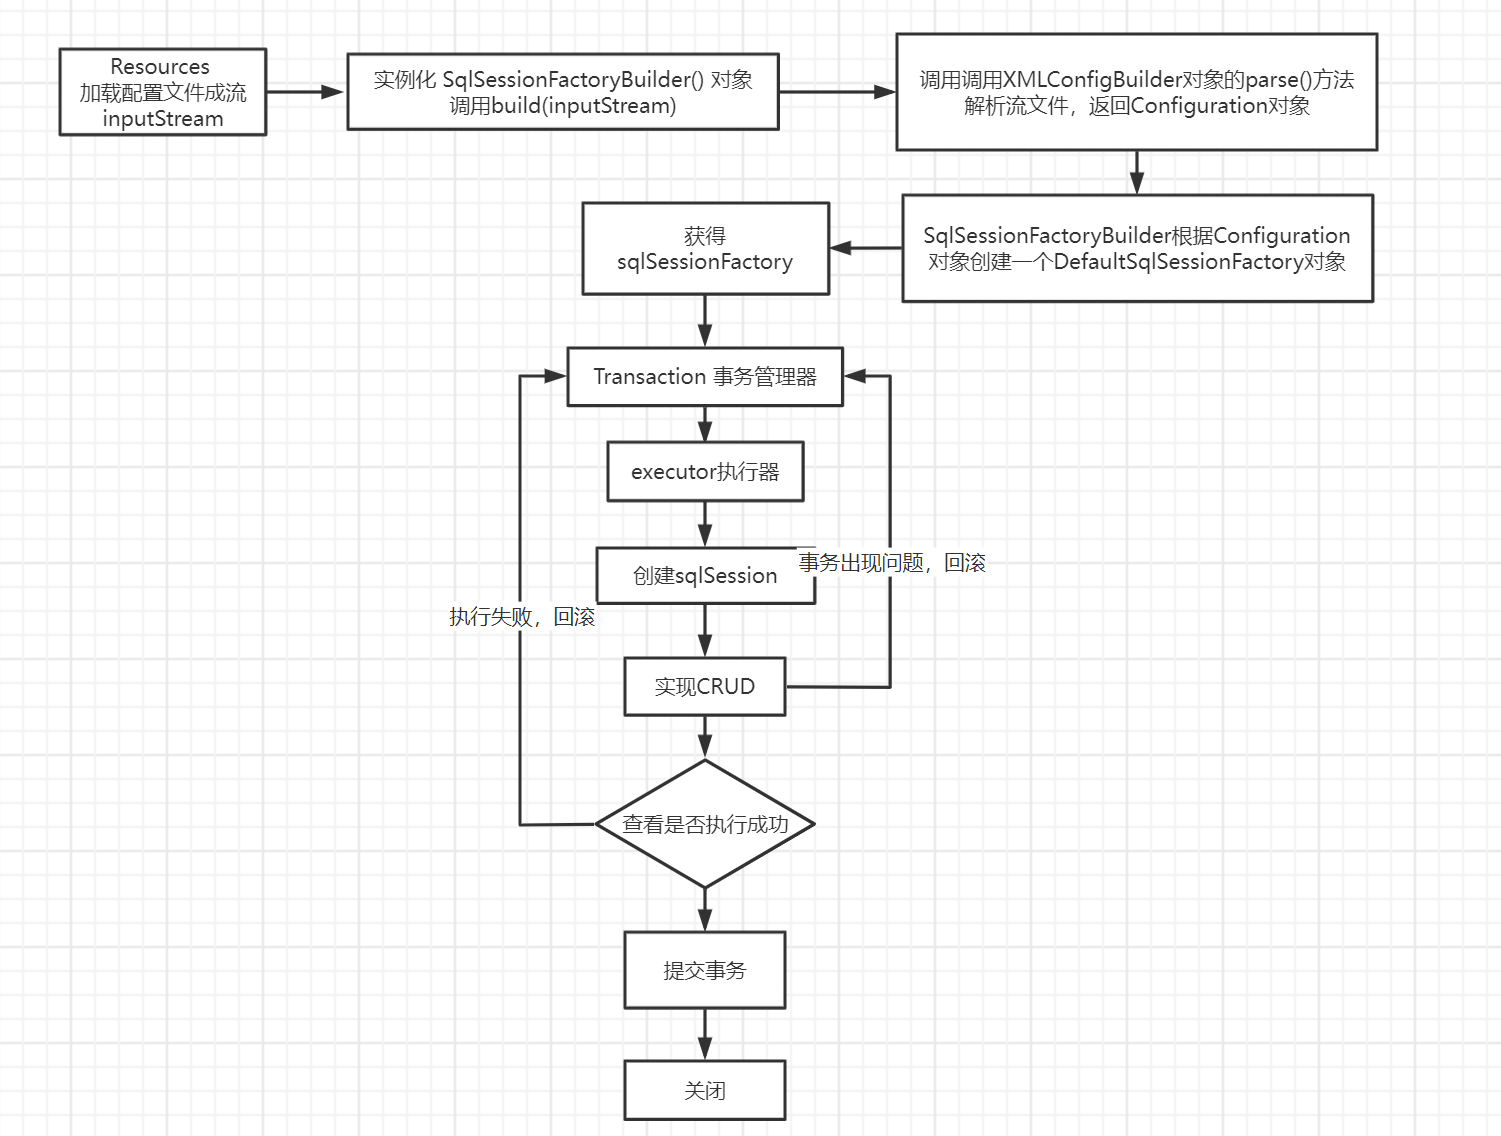 Resources
加载配置文件成流
inputStream
实例化 SqlSessionFactoryBuilder() 对象
调用build(inputStream)
调用调用XMLConfigBuilder对象的parse()方法
解析流文件，返回Configuration对象
SqlSessionFactoryBuilder根据Configuration
对象创建一个DefaultSqlSessionFactory对象
获得
sqlSessionFactory
Transaction 事务管理器
executor执行器
创建sqlSession
事务出现问题，回滚
执行失败，回滚
实现CRUD
查看是否执行成功
提交事务
关闭